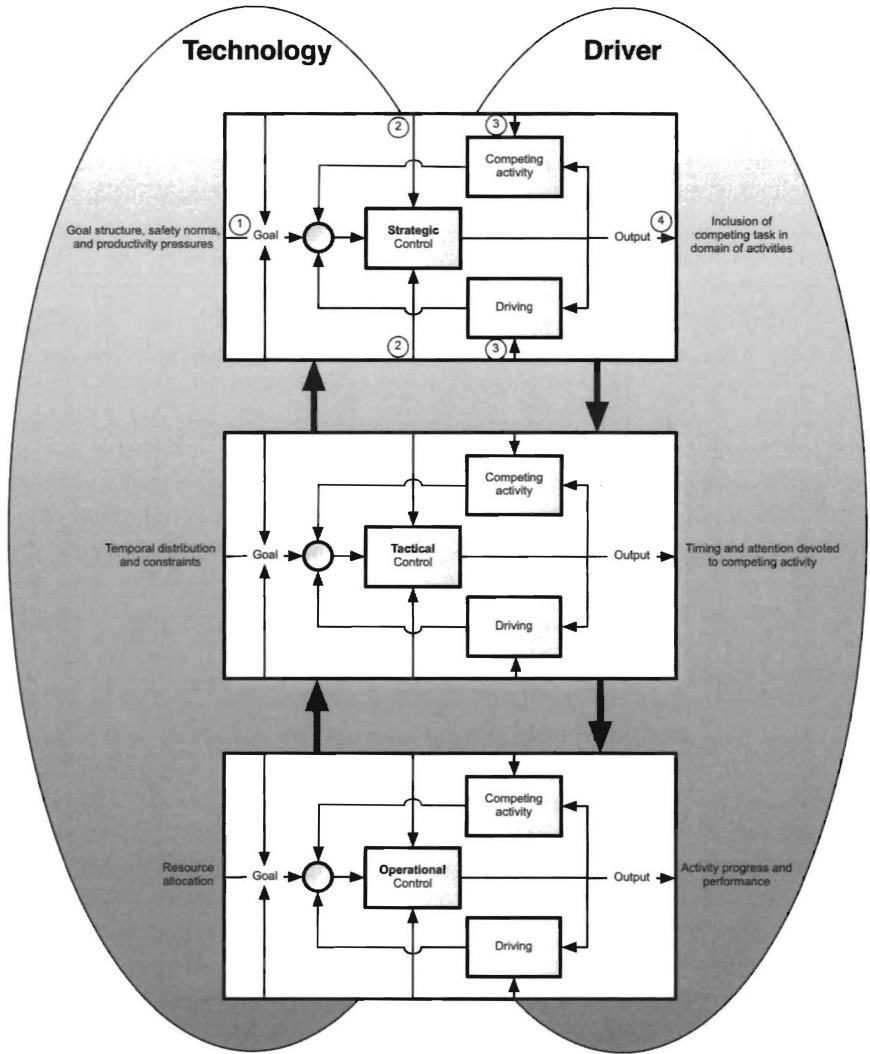 Technology
Driver
2
3
Competing
activity
1
4
Goal structure, safety norms,
and productivity pressures
Goal
Strategic
Control
Output
Inclusion of
competing task in
domain of activities
Driving
2
3
Competing
activity
Temporal distribution
and constraints
Goal
Tactical
Control
Output
Timing and attention devoted
to competing activity
Driving
Competing
activity
Resource
allocation
Goal
Operational
Control
Output
Activity progress and
performance
Driving